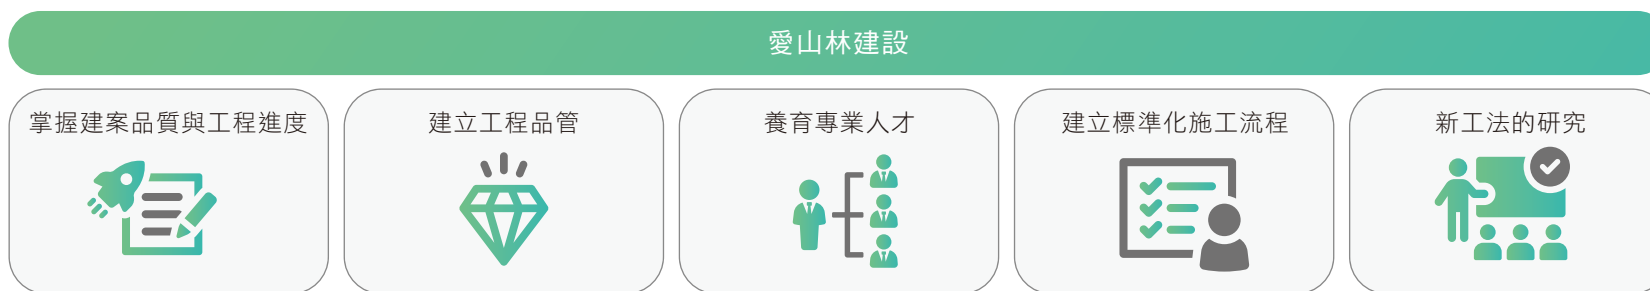 愛山林建設
掌握建案品質與工程進度
建立工程品管
養育專業人才
建立標準化施工流程
新工法的研究